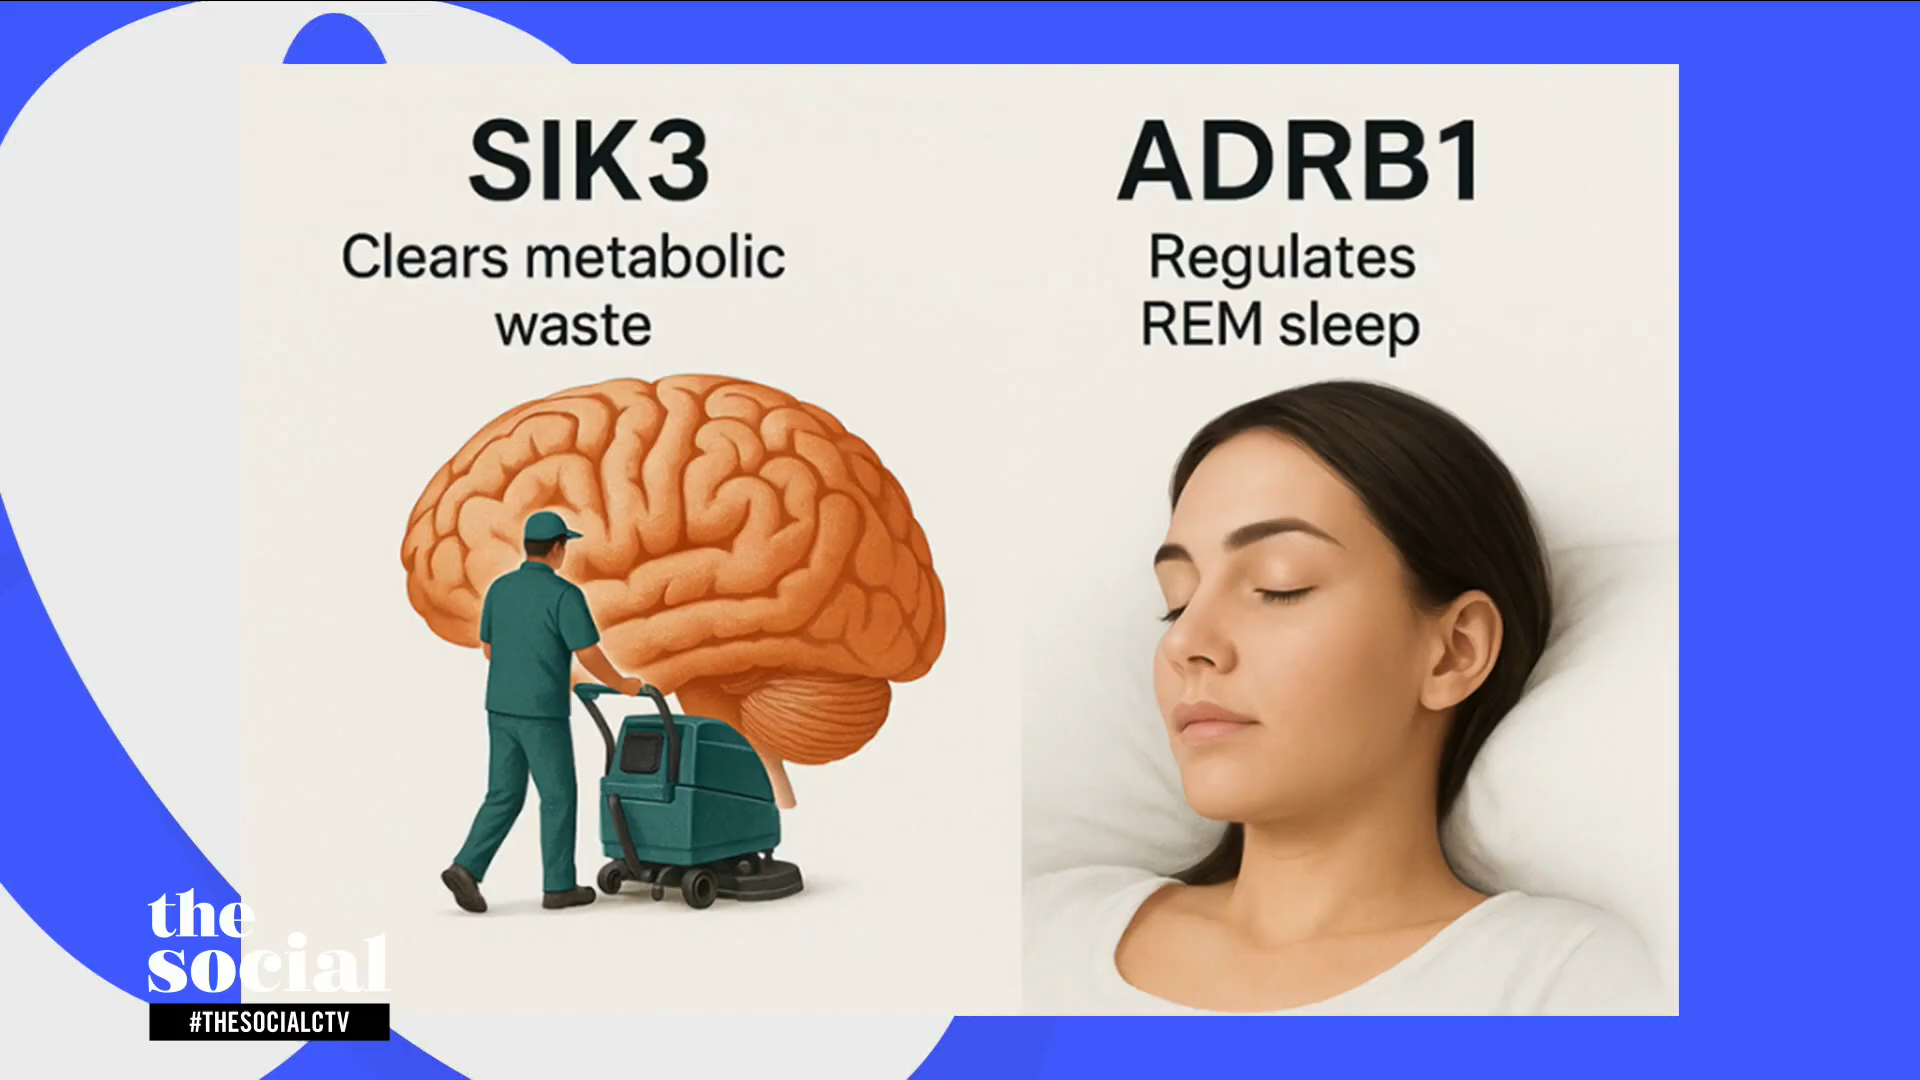 SIK3
Clears metabolic
waste
ADRB1
Regulates
REM sleep
the
social
#THESOCIALCTV